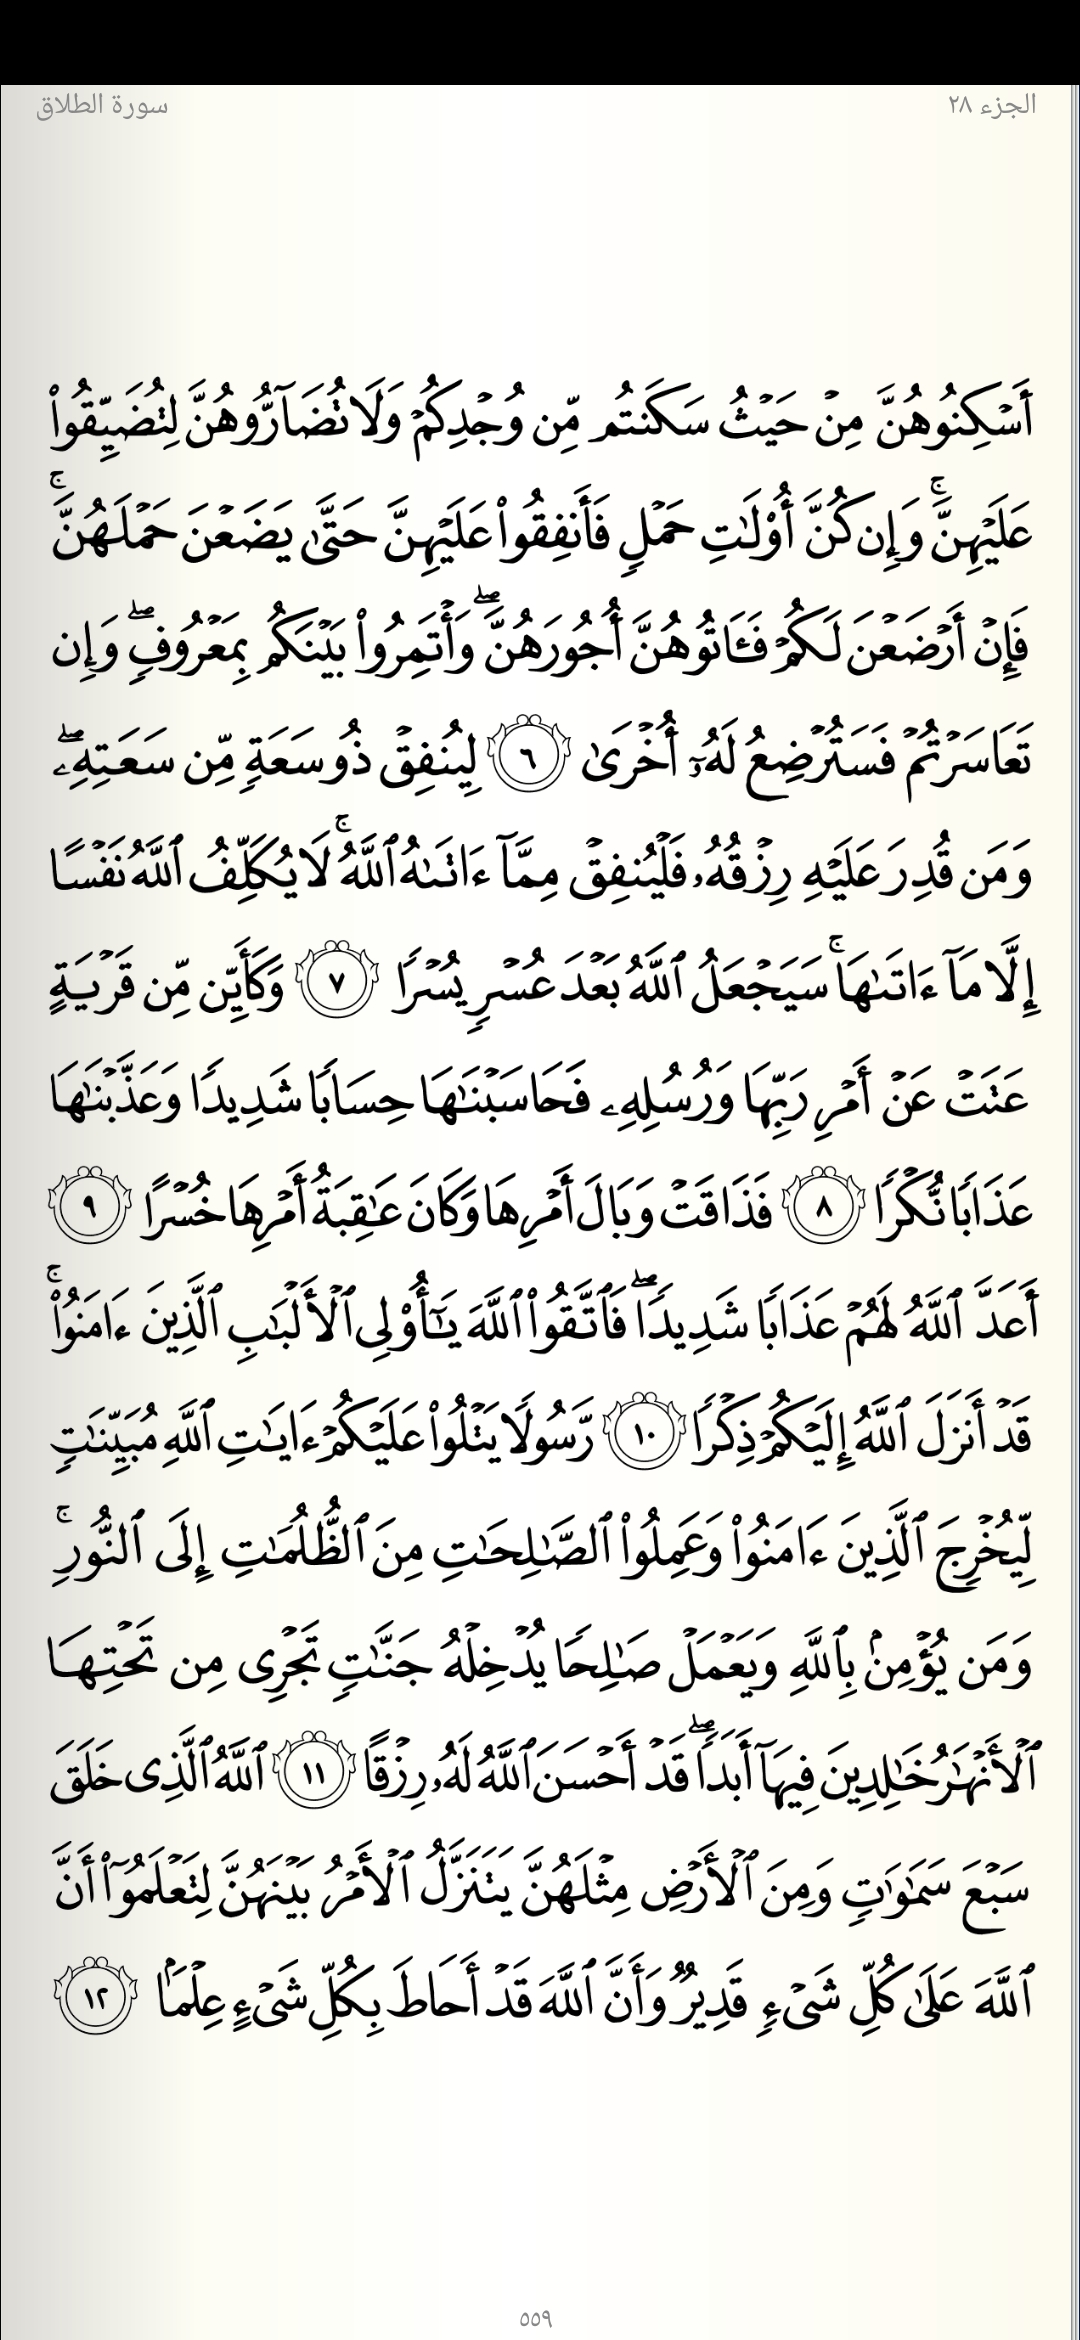 الجزء ٢٨
سورة الطلاق
أَسْكِنُوهُنَّ مِنْ حَيْثُ سَكَنتُم مِّن وُجْدِكُمْ وَلَا تُضَآرُّوهُنَّ لِتُضَيِّقُوا۟
عَلَيْهِنَّ ۚ وَإِن كُنَّ أُو۟لَـٰتِ حَمْلٍ فَأَنفِقُوا۟ عَلَيْهِنَّ حَتَّىٰ يَضَعْنَ حَمْلَهُنَّ ۚ
فَإِنْ أَرْضَعْنَ لَكُمْ فَـَٔاتُوهُنَّ أُجُورَهُنَّ ۖ وَأْتَمِرُوا۟ بَيْنَكُم بِمَعْرُوفٍ ۖ وَإِن
تَعَاسَرْتُمْ فَسَتُرْضِعُ لَهُۥٓ أُخْرَىٰ ٦ لِيُنفِقْ ذُو سَعَةٍ مِّن سَعَتِهِۦ ۖ
وَمَن قُدِرَ عَلَيْهِ رِزْقُهُۥ فَلْيُنفِقْ مِمَّآ ءَاتَىٰهُ ٱللَّهُ ۚ لَا يُكَلِّفُ ٱللَّهُ نَفْسًا
إِلَّا مَآ ءَاتَىٰهَا ۚ سَيَجْعَلُ ٱللَّهُ بَعْدَ عُسْرٍ يُسْرًا ٧ وَكَأَيِّن مِّن قَرْيَةٍ
عَتَتْ عَنْ أَمْرِ رَبِّهَا وَرُسُلِهِۦ فَحَاسَبْنَـٰهَا حِسَابًا شَدِيدًا وَعَذَّبْنَـٰهَا
عَذَابًا نُّكْرًا ٨ فَذَاقَتْ وَبَالَ أَمْرِهَا وَكَانَ عَـٰقِبَةُ أَمْرِهَا خُسْرًا ٩
أَعَدَّ ٱللَّهُ لَهُمْ عَذَابًا شَدِيدًا ۖ فَٱتَّقُوا۟ ٱللَّهَ يَـٰٓأُو۟لِى ٱلْأَلْبَـٰبِ ٱلَّذِينَ ءَامَنُوا۟ ۚ
قَدْ أَنزَلَ ٱللَّهُ إِلَيْكُمْ ذِكْرًا ١٠ رَّسُولًا يَتْلُوا۟ عَلَيْكُمْ ءَايَـٰتِ ٱللَّهِ مُبَيِّنَـٰتٍ
لِّيُخْرِجَ ٱلَّذِينَ ءَامَنُوا۟ وَعَمِلُوا۟ ٱلصَّـٰلِحَـٰتِ مِنَ ٱلظُّلُمَـٰتِ إِلَى ٱلنُّورِ ۚ
وَمَن يُؤْمِنۢ بِٱللَّهِ وَيَعْمَلْ صَـٰلِحًا يُدْخِلْهُ جَنَّـٰتٍ تَجْرِى مِن تَحْتِهَا
ٱلْأَنْهَـٰرُ خَـٰلِدِينَ فِيهَآ أَبَدًا ۖ قَدْ أَحْسَنَ ٱللَّهُ لَهُۥ رِزْقًا ١١ ٱللَّهُ ٱلَّذِى خَلَقَ
سَبْعَ سَمَـٰوَٰتٍ وَمِنَ ٱلْأَرْضِ مِثْلَهُنَّ يَتَنَزَّلُ ٱلْأَمْرُ بَيْنَهُنَّ لِتَعْلَمُوٓا۟ أَنَّ
ٱللَّهَ عَلَىٰ كُلِّ شَىْءٍ قَدِيرٌ وَأَنَّ ٱللَّهَ قَدْ أَحَاطَ بِكُلِّ شَىْءٍ عِلْمًۢا ١٢
٥٥٩